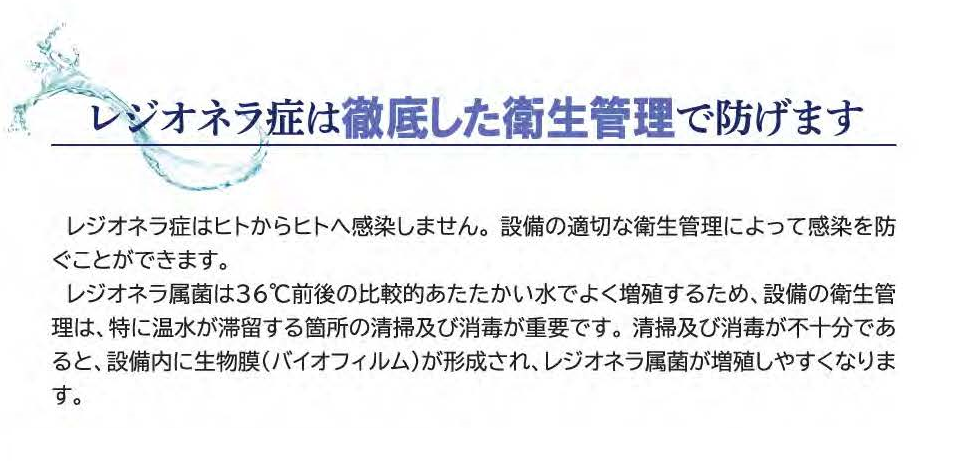 レジオネラ症は徹底した衛生管理で防げます
レジオネラ症はヒトからヒトへ感染しません。設備の適切な衛生管理によって感染を防
ぐことができます。
レジオネラ属菌は36℃前後の比較的あたたかい水でよく増殖するため、設備の衛生管
理は、特に温水が滞留する箇所の清掃及び消毒が重要です。清掃及び消毒が不十分であ
ると、設備内に生物膜(バイオフィルム)が形成され、レジオネラ属菌が増殖しやすくなりま
す。